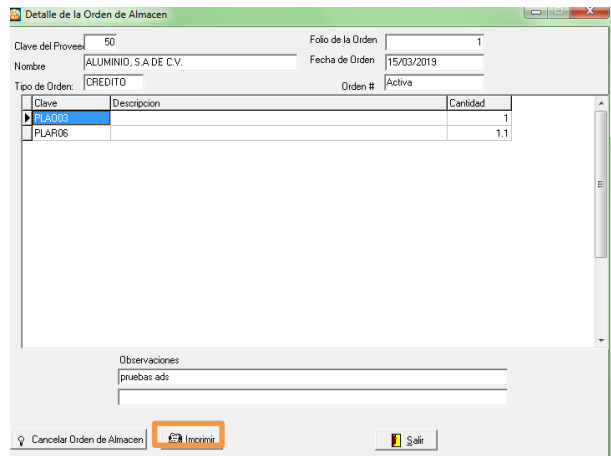 Detalle de la Orden de Almacen
Clave del Proveed 50 Folio de la Orden 1
Nombre ALUMINIO, S.A DE C.V. Fecha de Orden 15/03/2019
Tipo de Orden: CREDITO Orden # Activa
Clave Descripcion Cantidad
PLAD03 1
PLAR06 1.1
Observaciones
pruebas ads
Cancelar Orden de Almacen Imprimir Salir